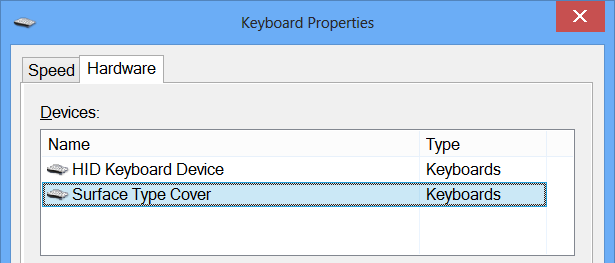 Keyboard Properties
Speed Hardware
Devices:
Name Type
HID Keyboard Device Keyboards
Surface Type Cover Keyboards